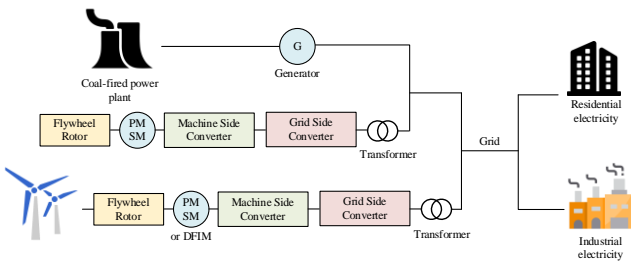 G
Generator
Coal-fired power
plant
Flywheel
Rotor
PM
SM
Machine Side
Converter
Grid Side
Converter
Transformer
Grid
Residential
electricity
Flywheel
Rotor
PM
SM
or DFIM
Machine Side
Converter
Grid Side
Converter
Transformer
Industrial
electricity